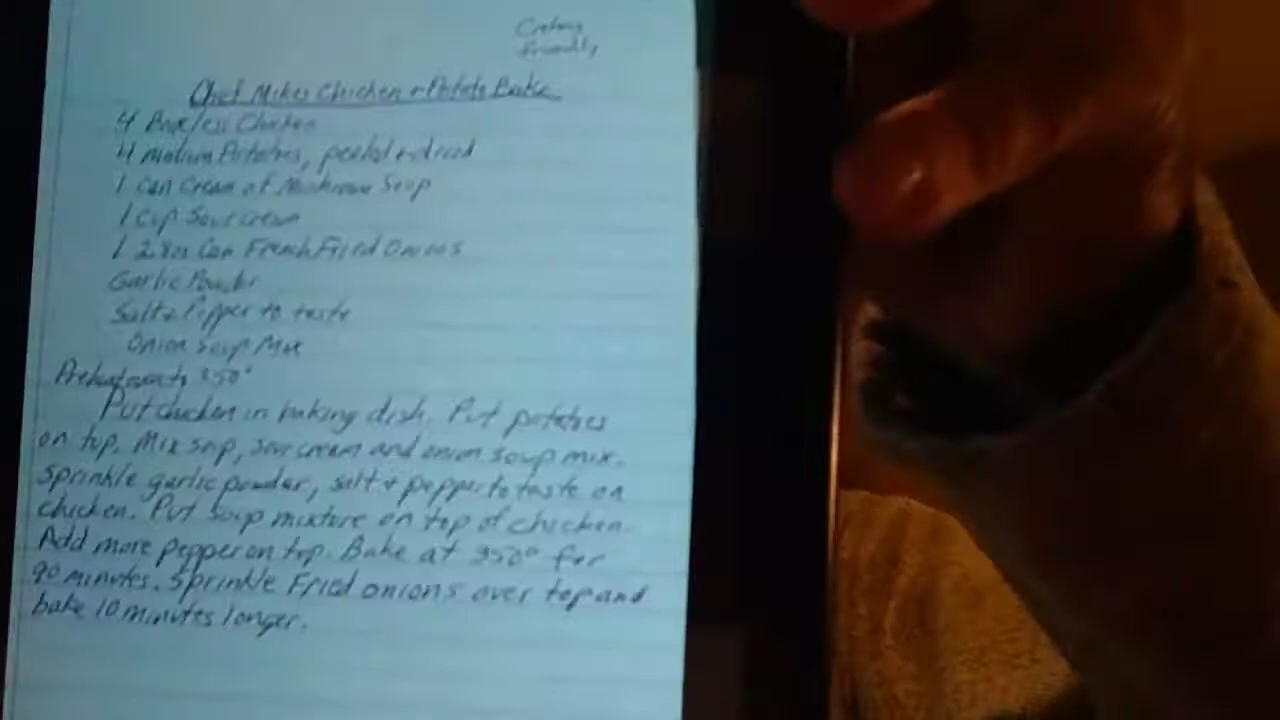 friendly
Chef Mikes Chicken + Potato Bake
4 Boneless Chicken
4 medium Potatoes, peeled + diced
1 Can Cream of Mushroom Soup
1 Cup Sour cream
1 2.8oz Can French Fried Onions
Garlic Powder
Salt + Pepper to taste
Onion Soup Mix
Preheat 350°
Put chicken in baking dish. Put potatoes
on top. Mix soup, sour cream and onion soup mix.
Sprinkle garlic powder, salt + pepper to taste on
chicken. Put soup mixture on top of chicken.
Add more pepper on top. Bake at 350° for
90 minutes. Sprinkle Fried onions over top and
bake 10 minutes longer.